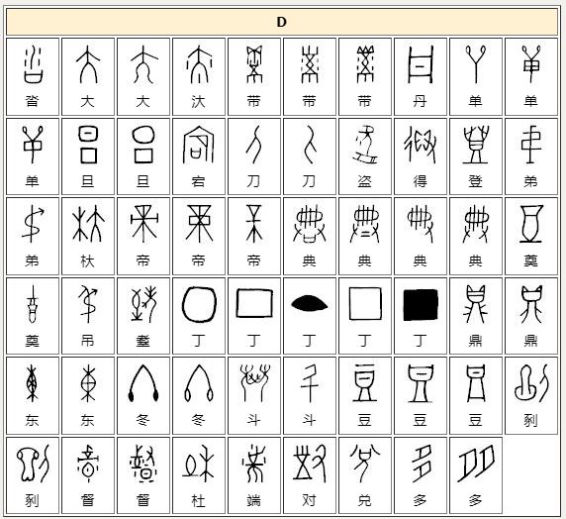 D
沓 大 大 汏 带 带 带 丹 单 单
单 旦 旦 宕 刀 刀 盗 得 登 弟
弟 杕 帝 帝 帝 典 典 典 典 奠
奠 吊 耋 丁 丁 丁 丁 丁 鼎 鼎
东 东 冬 冬 斗 斗 豆 豆 豆 剢
剢 督 督 杜 端 对 兑 多 多